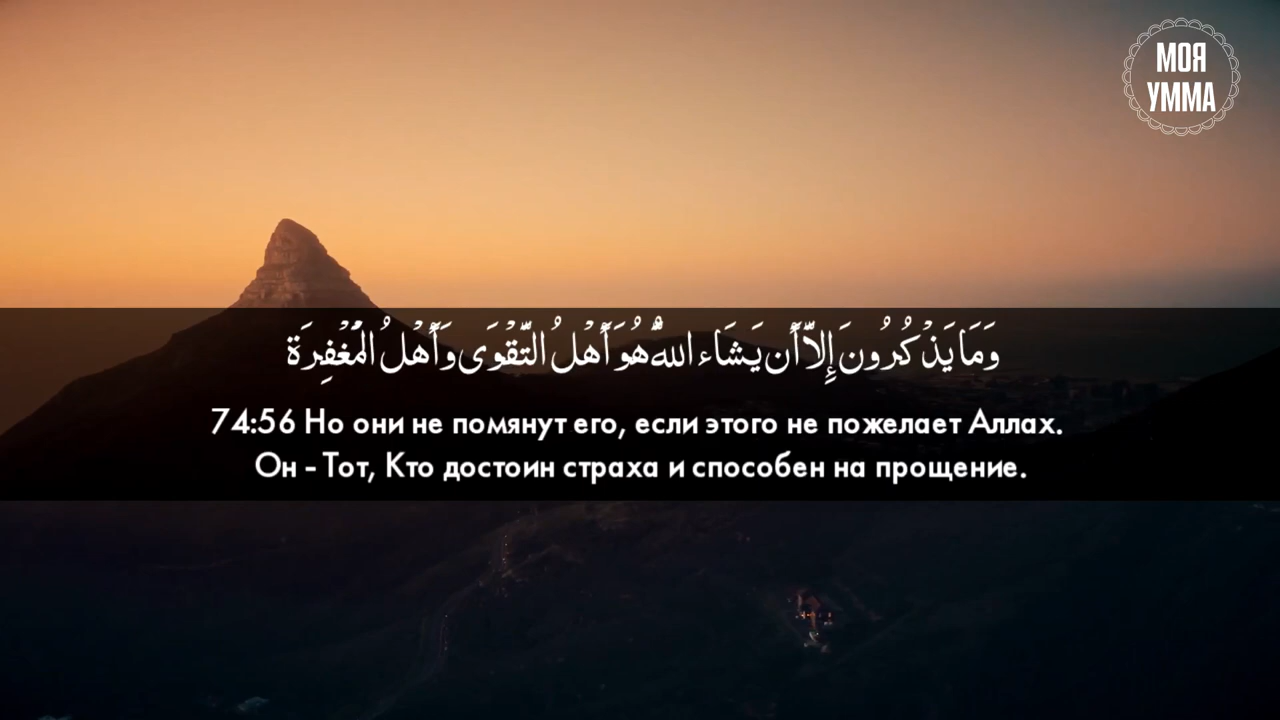 МОЯ
УММА
وَمَا يَذْكُرُونَ إِلَّا أَن يَشَاء اللهُ هُوَ أَهْلُ التَّقْوَى وَأَهْلُ الْمَغْفِرَة
74:56 Но они не помянут его, если этого не пожелает Аллах.
Он - Тот, Кто достоин страха и способен на прощение.